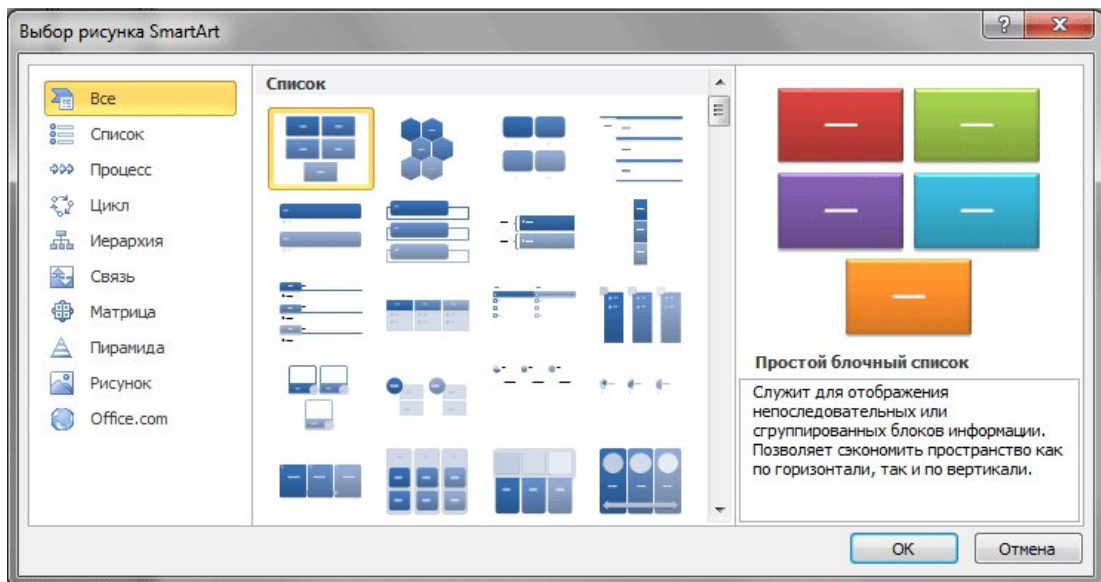 Выбор рисунка SmartArt
Все
Список
Процесс
Цикл
Иерархия
Связь
Матрица
Пирамида
Рисунок
Office.com
Список
Простой блочный список
Служит для отображения
непоследовательных или
сгруппированных блоков информации.
Позволяет сэкономить пространство как
по горизонтали, так и по вертикали.
ОК
Отмена